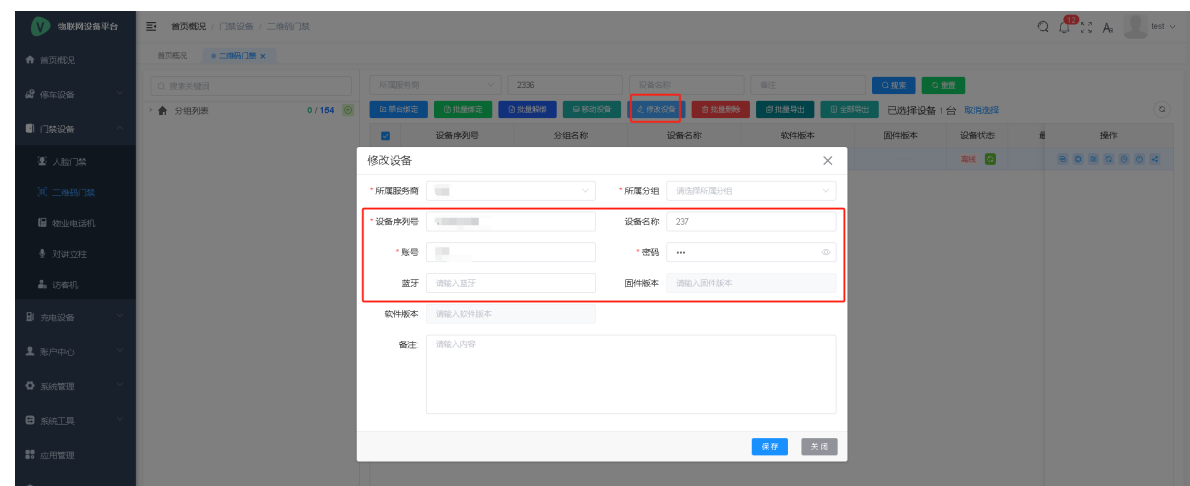 物联网设备平台
首页概况 / 门禁设备 / 二维码门禁
12
test
首页概况
首页概况
二维码门禁 ×
停车设备
门禁设备
人脸门禁
二维码门禁
物业电话机
对讲立柱
访客机
充电设备
账户中心
系统管理
系统工具
应用管理
搜索关键词
分组列表 0 / 154
所属服务商 2336 设备名称 备注 搜索 重置
批量绑定 批量解绑 移动设备 修改设备 批量删除 批量导出 全部导出 已选择设备 1 台 取消选择
设备序列号 分组名称 设备名称 软件版本 固件版本 设备状态 操作
离线
修改设备
* 所属服务商
* 所属分组 请选择所属分组
* 设备序列号
设备名称 237
* 账号
* 密码 •••
蓝牙 请输入蓝牙
固件版本 请输入固件版本
软件版本 请输入软件版本
备注: 请输入内容
保存 关闭